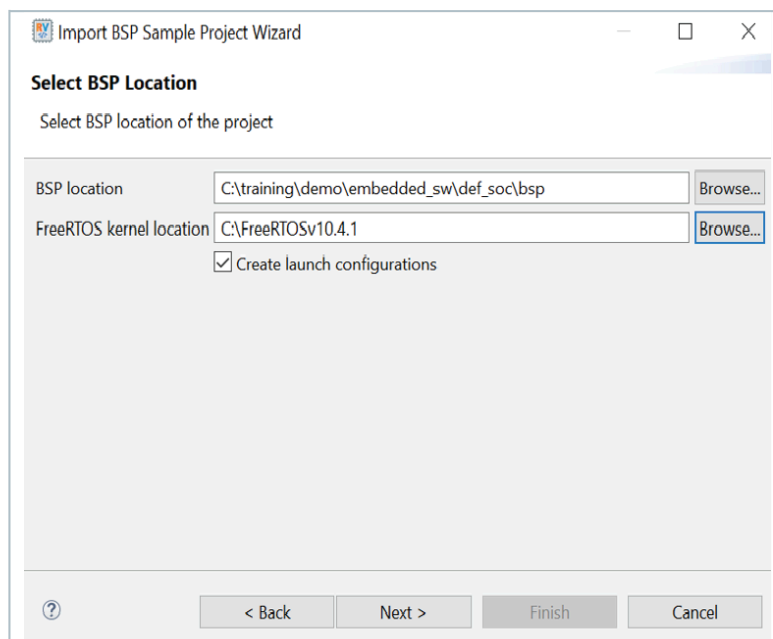 Import BSP Sample Project Wizard
Select BSP Location
Select BSP location of the project
BSP location C:\training\demo\embedded_sw\def_soc\bsp Browse...
FreeRTOS kernel location C:\FreeRTOSv10.4.1 Browse...
Create launch configurations
< Back Next > Finish Cancel